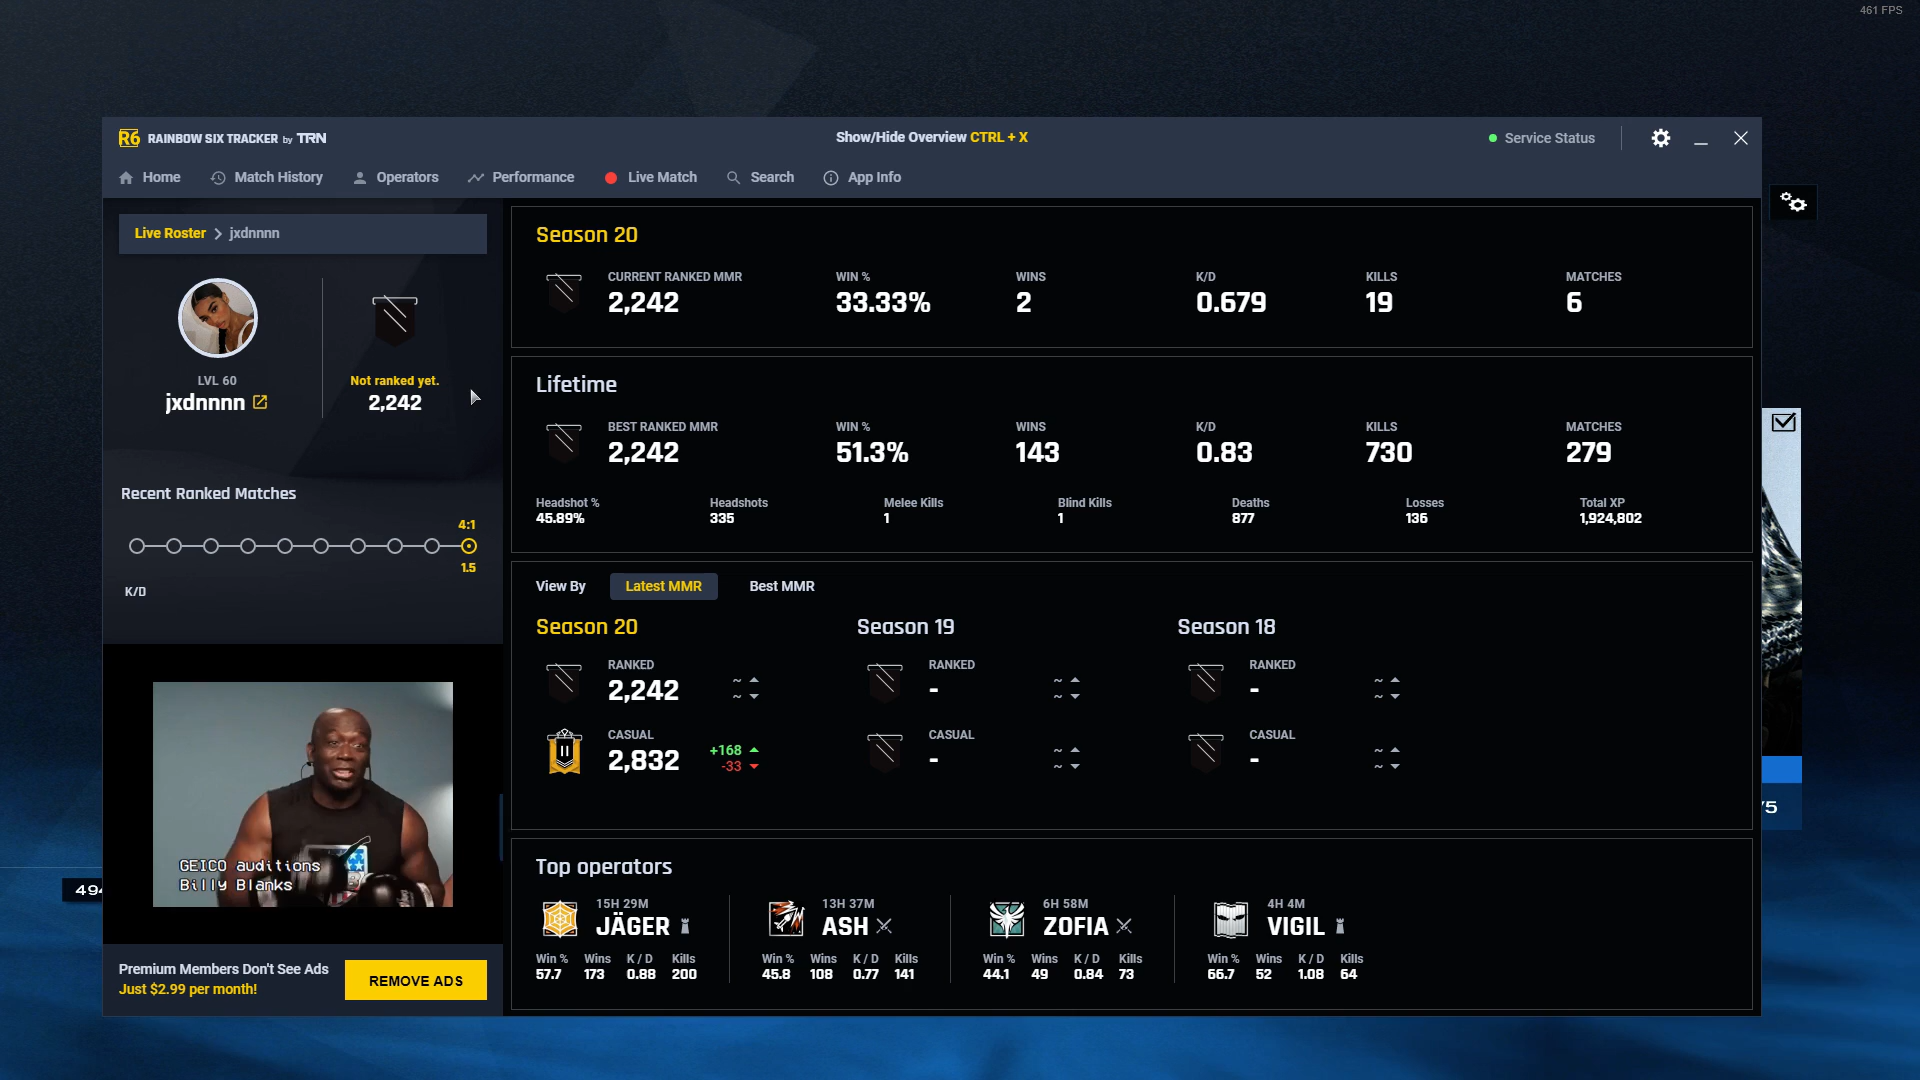 461 FPS
R6 RAINBOW SIX TRACKER by TRN
Show/Hide Overview CTRL + X
Service Status
Home
Match History
Operators
Performance
Live Match
Search
App Info
Live Roster > jxdnnnn
LVL 60
jxdnnnn
Not ranked yet.
2,242
Recent Ranked Matches
4:1
1.5
K/D
GEICO auditions
Billy Blanks
Premium Members Don't See Ads
Just $2.99 per month!
REMOVE ADS
Season 20
CURRENT RANKED MMR WIN % WINS K/D KILLS MATCHES
2,242 33.33% 2 0.679 19 6
Lifetime
BEST RANKED MMR WIN % WINS K/D KILLS MATCHES
2,242 51.3% 143 0.83 730 279
Headshot % Headshots Melee Kills Blind Kills Deaths Losses Total XP
45.89% 335 1 1 877 136 1,924,802
View By Latest MMR Best MMR
Season 20 Season 19 Season 18
RANKED RANKED RANKED
2,242 ~ ~ - ~ ~ - ~ ~
CASUAL CASUAL CASUAL
II 2,832 +168 -33 - ~ ~ - ~ ~
Top operators
15H 29M 13H 37M 6H 58M 4H 4M
JÄGER ASH ZOFIA VIGIL
Win % Wins K / D Kills Win % Wins K / D Kills Win % Wins K / D Kills Win % Wins K / D Kills
57.7 173 0.88 200 45.8 108 0.77 141 44.1 49 0.84 73 66.7 52 1.08 64
494
/5